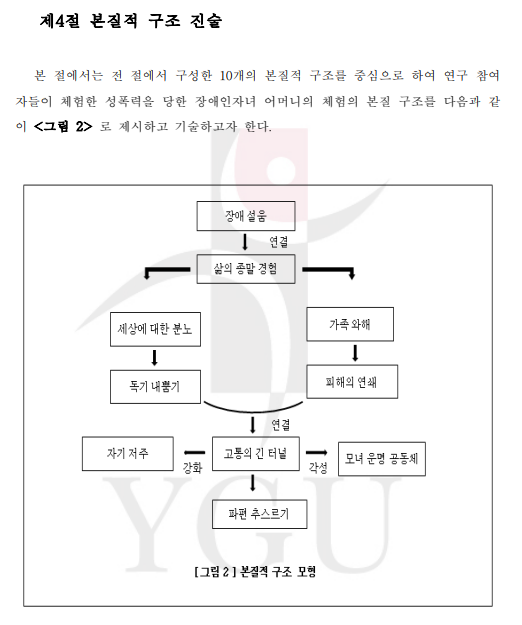 제4절 본질적 구조 진술
본 절에서는 전 절에서 구성한 10개의 본질적 구조를 중심으로 하여 연구 참여
자들이 체험한 성폭력을 당한 장애인자녀 어머니의 체험의 본질 구조를 다음과 같
이 <그림 2> 로 제시하고 기술하고자 한다.
장애 설움
연결
삶의 종말 경험
세상에 대한 분노
가족 와해
독기 내뿜기
피해의 연쇄
연결
자기 저주
고통의 긴 터널
모녀 운명 공동체
강화
각성
파편 추스르기
[그림 2] 본질적 구조 모형
YGU